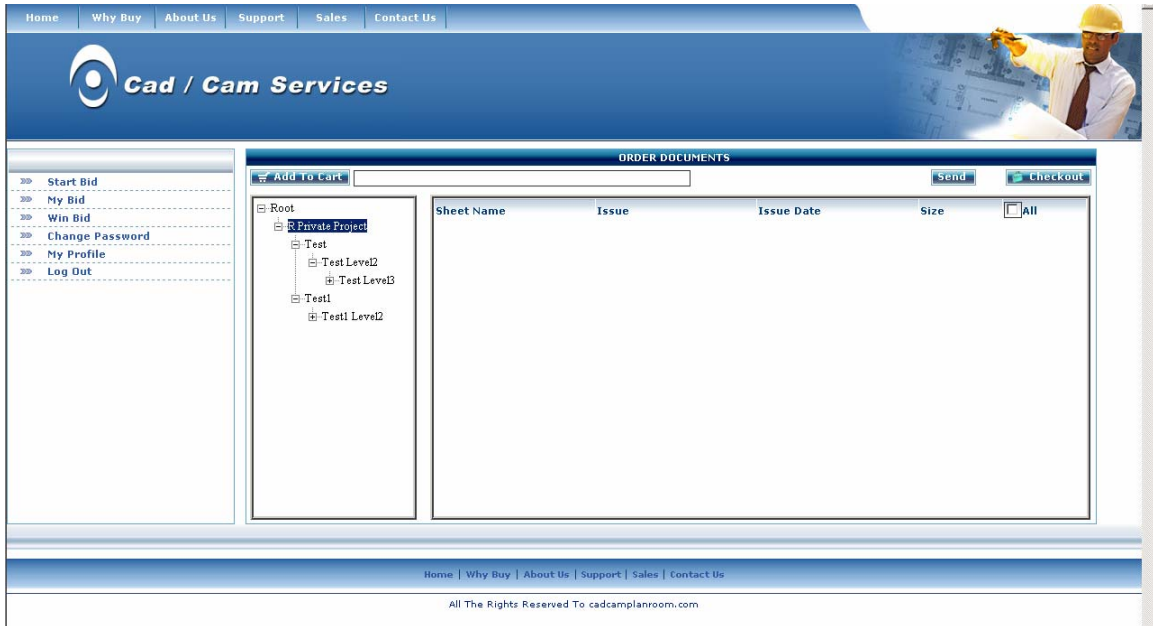 Home Why Buy About Us Support Sales Contact Us
Cad / Cam Services
ORDER DOCUMENTS
Start Bid
My Bid
Win Bid
Change Password
My Profile
Log Out
Add To Cart Send Checkout
Root
R Private Project
Test
Test Level2
Test Level3
Test1
Test1 Level2
Sheet Name Issue Issue Date Size All
Home | Why Buy | About Us | Support | Sales | Contact Us
All The Rights Reserved To cadcamplanroom.com